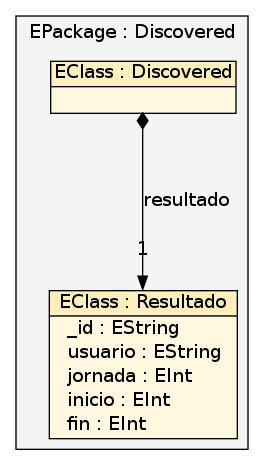 EPackage : Discovered
EClass : Discovered
resultado
1
EClass : Resultado
_id : EString
usuario : EString
jornada : EInt
inicio : EInt
fin : EInt